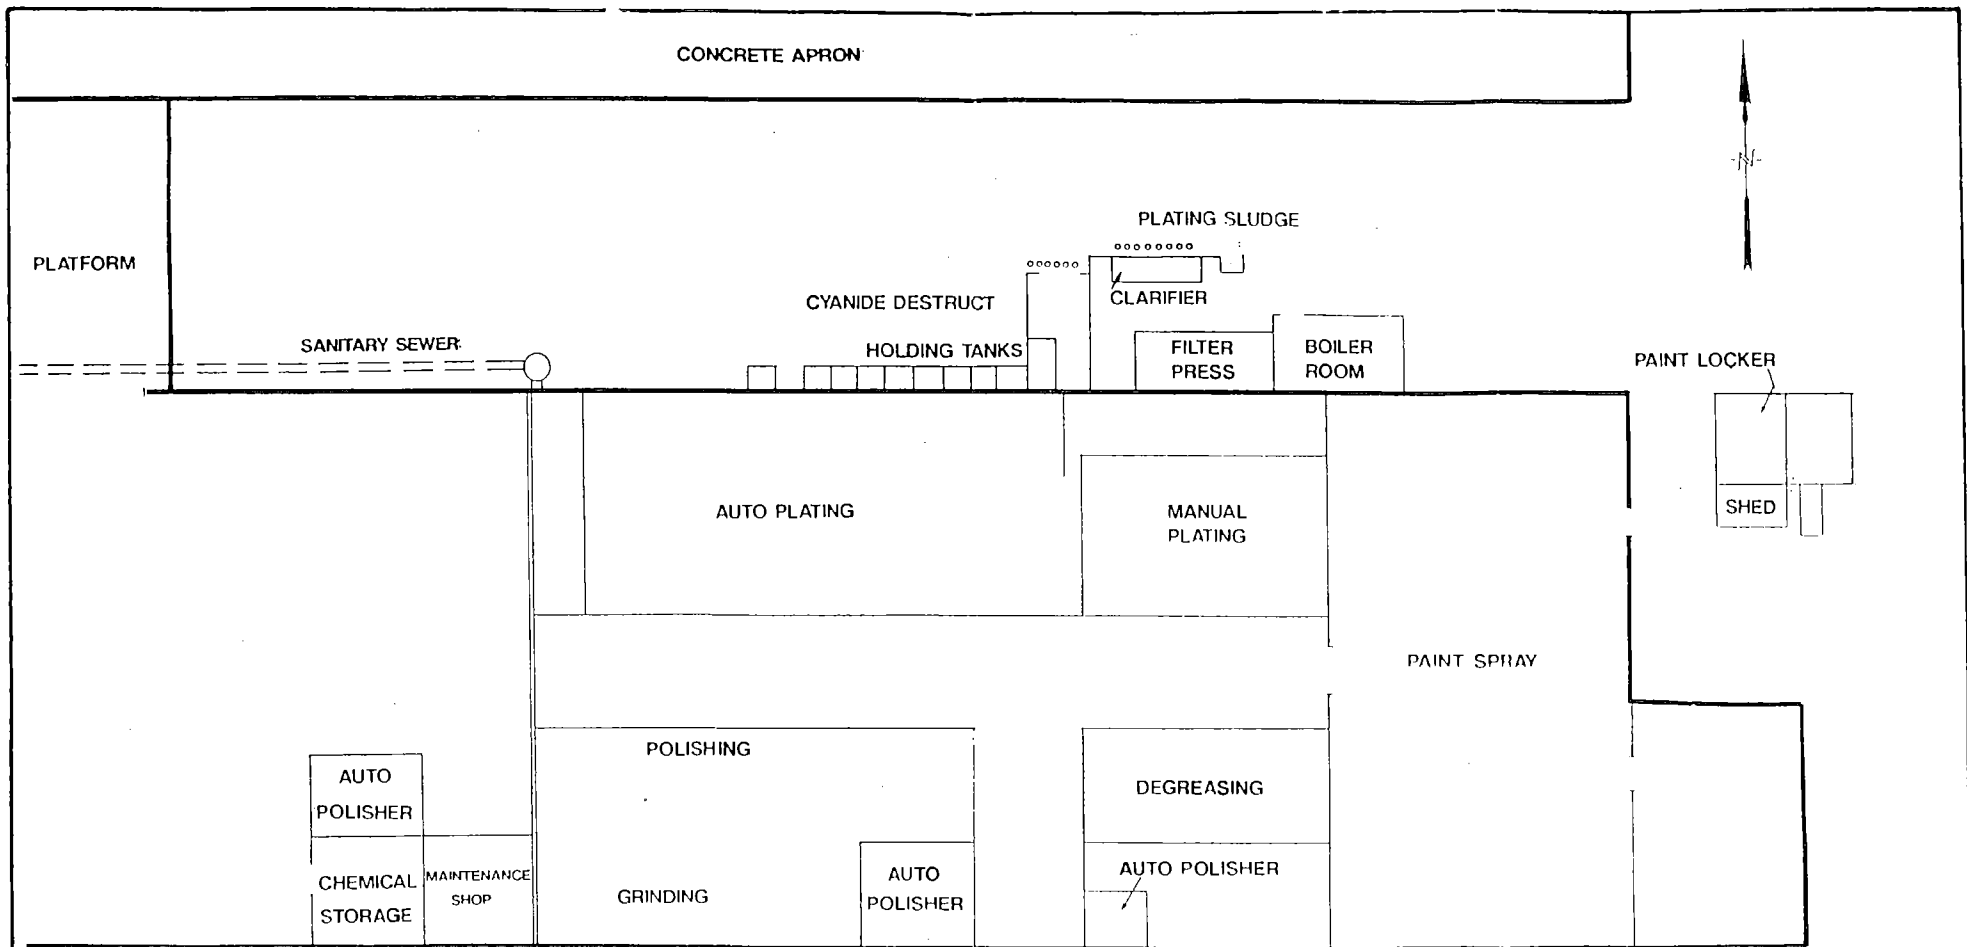 CONCRETE APRON
N
PLATING SLUDGE
PLATFORM
CYANIDE DESTRUCT
CLARIFIER
SANITARY SEWER
HOLDING TANKS
FILTER
PRESS
BOILER
ROOM
PAINT LOCKER
AUTO PLATING
MANUAL
PLATING
SHED
PAINT SPRAY
POLISHING
AUTO
POLISHER
DEGREASING
CHEMICAL
STORAGE
MAINTENANCE
SHOP
GRINDING
AUTO
POLISHER
AUTO POLISHER